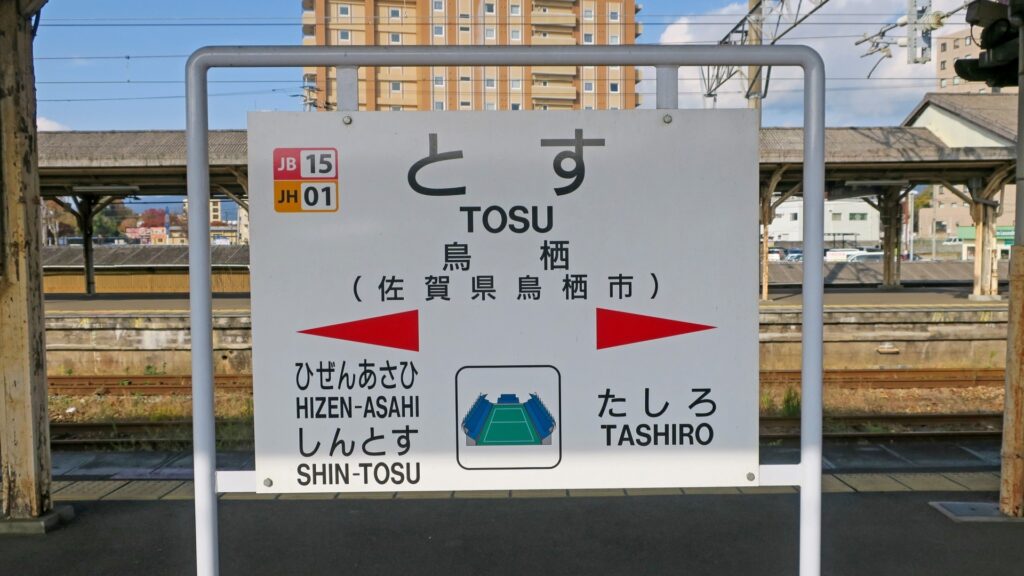 JB 15
JH 01
とす
TOSU
鳥栖
(佐賀県鳥栖市)
ひぜんあさひ
HIZEN-ASAHI
しんとす
SHIN-TOSU
たしろ
TASHIRO